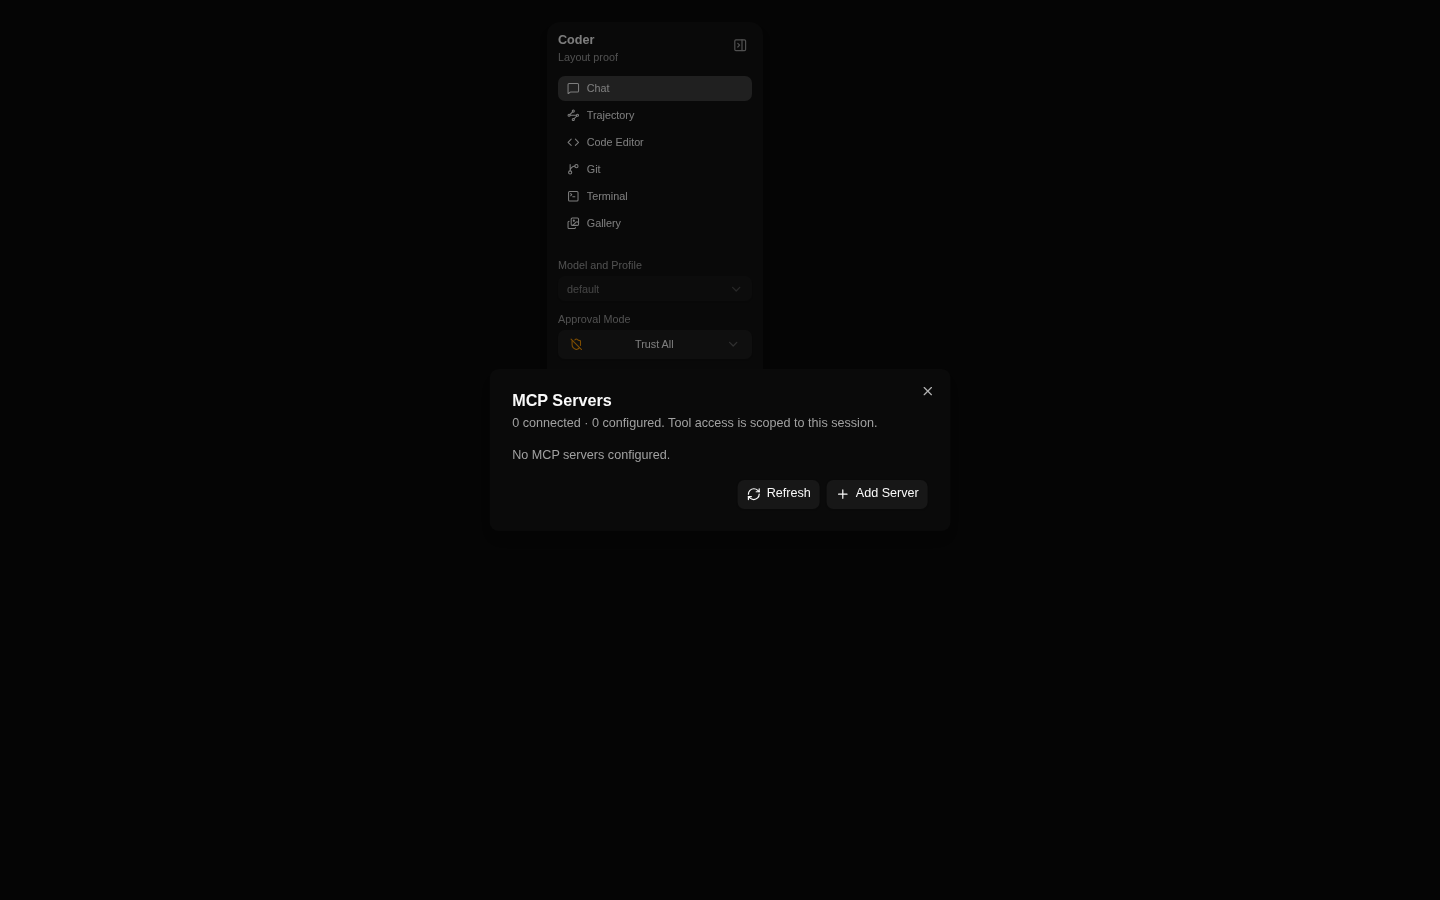 Coder
Layout proof
Chat
Trajectory
Code Editor
Git
Terminal
Gallery
Model and Profile
default
Approval Mode
Trust All
MCP Servers
0 connected · 0 configured. Tool access is scoped to this session.
No MCP servers configured.
Refresh
Add Server